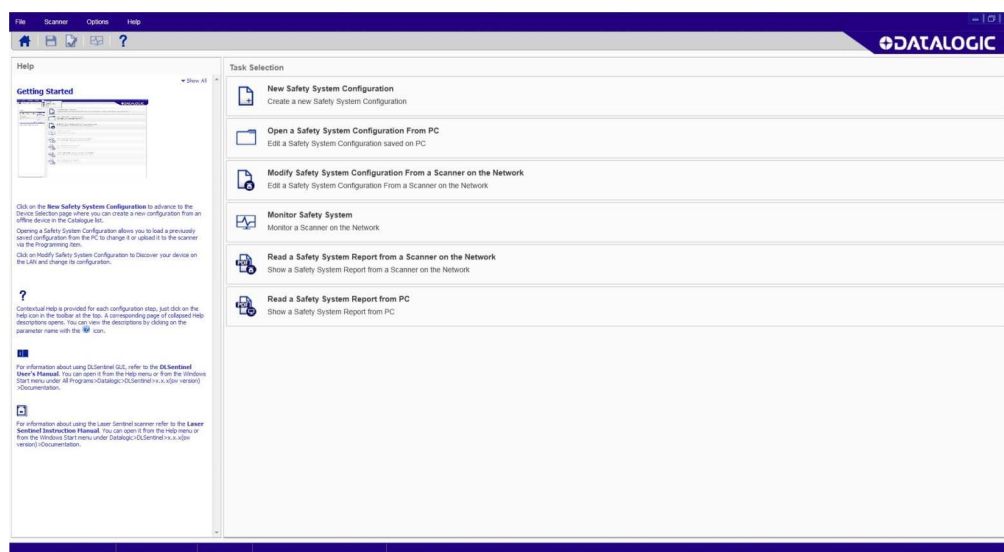 File Scanner Options Help
DATALOGIC
Help
Show All
Getting Started
Click on the New Safety System Configuration to advance to the
Device Selection page where you can create a new configuration from an
offline device in the Catalogue list.
Opening a Safety System Configuration allows you to load a previously
saved configuration from the PC to change it or upload it to the scanner
via the Programming item.
Click on Modify Safety System Configuration to Discover your device on
the LAN and change its configuration.
?
Contextual Help is provided for each configuration step, just click on the
help icon in the toolbar at the top. A corresponding page of collapsed Help
descriptions opens. You can view the descriptions by clicking on the
parameter name with the icon.
For information about using DLSentinel GUI, refer to the DLSentinel
User's Manual. You can open it from the Help menu or from the Windows
Start menu under All Programs>Datalogic>DLSentinel>x.x.x(sw version)
>Documentation.
For information about using the Laser Sentinel scanner refer to the Laser
Sentinel Instruction Manual. You can open it from the Help menu or
from the Windows Start menu under Datalogic>DLSentinel>x.x.x(sw
version)>Documentation.
Task Selection
New Safety System Configuration
Create a new Safety System Configuration
Open a Safety System Configuration From PC
Edit a Safety System Configuration saved on PC
Modify Safety System Configuration From a Scanner on the Network
Edit a Safety System Configuration From a Scanner on the Network
Monitor Safety System
Monitor a Scanner on the Network
PDF
Read a Safety System Report from a Scanner on the Network
Show a Safety System Report from a Scanner on the Network
PDF
Read a Safety System Report from PC
Show a Safety System Report from PC